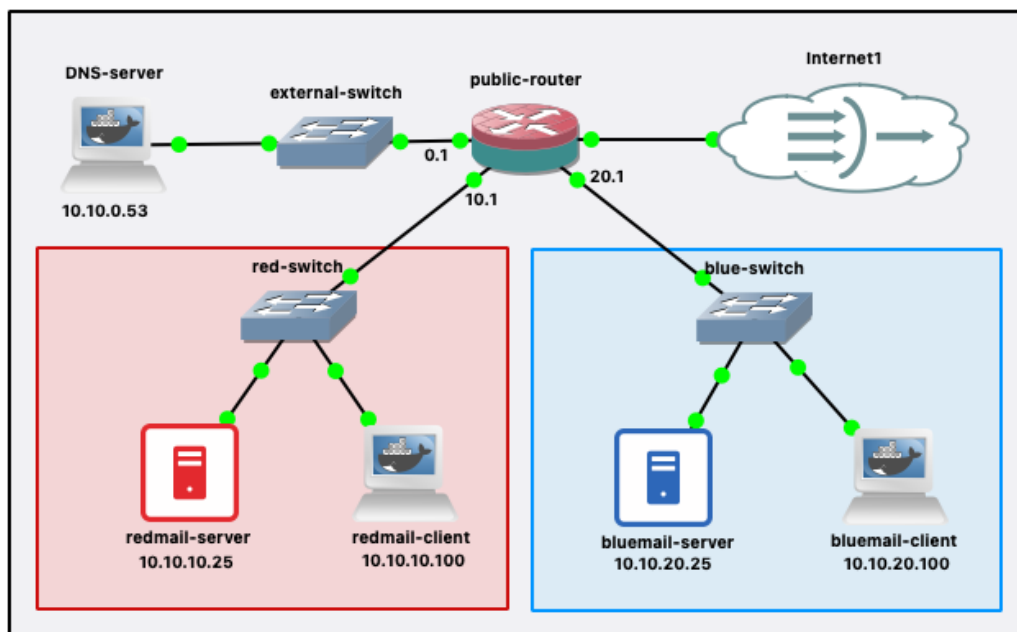 DNS-server
external-switch
public-router
Internet1
0.1
10.1
20.1
10.10.0.53
red-switch
blue-switch
redmail-server
10.10.10.25
redmail-client
10.10.10.100
bluemail-server
10.10.20.25
bluemail-client
10.10.20.100